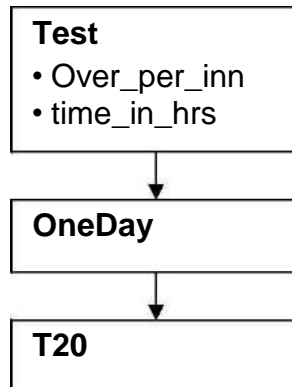 Test
• Over_per_inn
• time_in_hrs
OneDay
T20